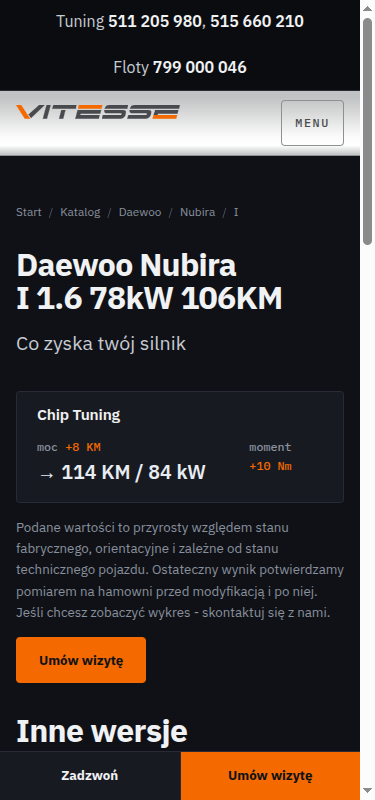 Tuning 511 205 980, 515 660 210
Floty 799 000 046
VITESSE
MENU
Start / Katalog / Daewoo / Nubira / I
Daewoo Nubira
I 1.6 78kW 106KM
Co zyska twój silnik
Chip Tuning
moc +8 KM
→ 114 KM / 84 kW
moment
+10 Nm
Podane wartości to przyrosty względem stanu
fabrycznego, orientacyjne i zależne od stanu
technicznego pojazdu. Ostateczny wynik potwierdzamy
pomiarem na hamowni przed modyfikacją i po niej.
Jeśli chcesz zobaczyć wykres - skontaktuj się z nami.
Umów wizytę
Inne wersje
Zadzwoń
Umów wizytę